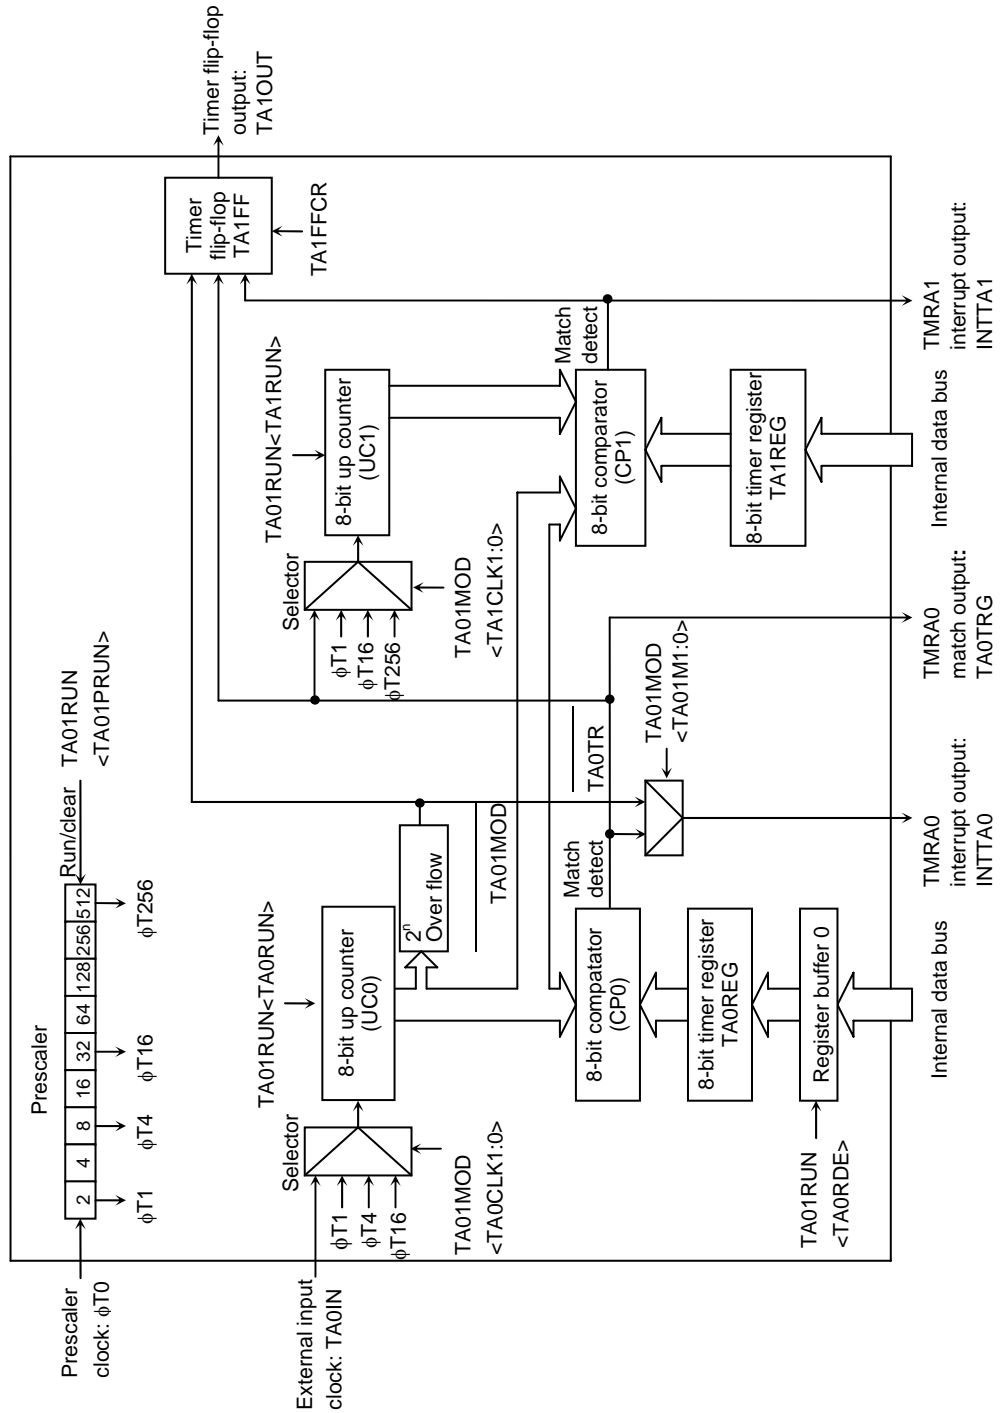 Prescaler
Prescaler
clock: ϕT0
2
4
8
16
32
64
128
256
512
Run/clear
TA01RUN
<TA01PRUN>
ϕT1
ϕT4
ϕT16
ϕT256
External input
clock: TA0IN
Selector
ϕT1
ϕT4
ϕT16
TA01MOD
<TA0CLK1:0>
TA01RUN<TA0RUN>
8-bit up counter
(UC0)
2n
Over flow
TA01MOD
Selector
ϕT1
ϕT16
ϕT256
TA01MOD
<TA1CLK1:0>
TA01RUN<TA1RUN>
8-bit up counter
(UC1)
Timer
flip-flop
TA1FF
TA1FFCR
Timer flip-flop
output:
TA1OUT
8-bit compatator
(CP0)
Match
detect
TA0TR
TA01MOD
<TA01M1:0>
8-bit comparator
(CP1)
Match
detect
8-bit timer register
TA0REG
Register buffer 0
TA01RUN
<TA0RDE>
8-bit timer register
TA1REG
Internal data bus
TMRA0
interrupt output:
INTTA0
TMRA0
match output:
TA0TRG
Internal data bus
TMRA1
interrupt output:
INTTA1